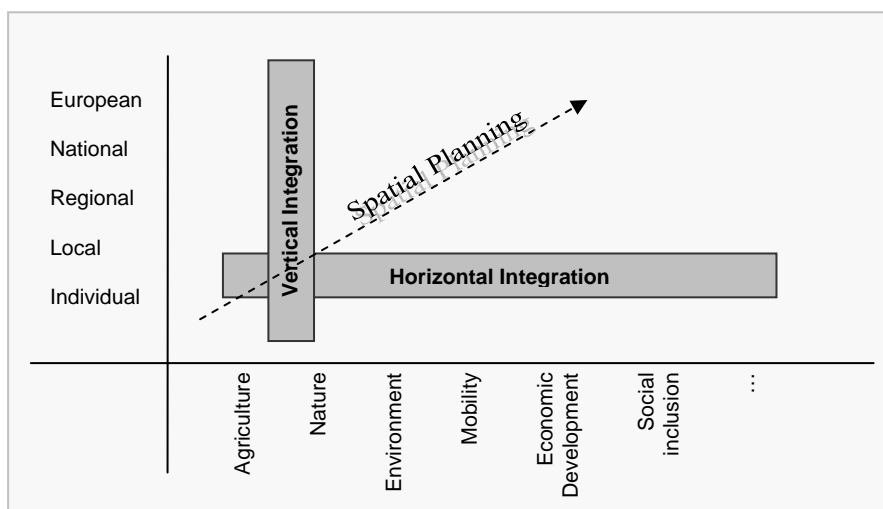 European
National
Regional
Local
Individual
Vertical Integration
Spatial Planning
Horizontal Integration
Agriculture
Nature
Environment
Mobility
Economic
Development
Social
inclusion
…